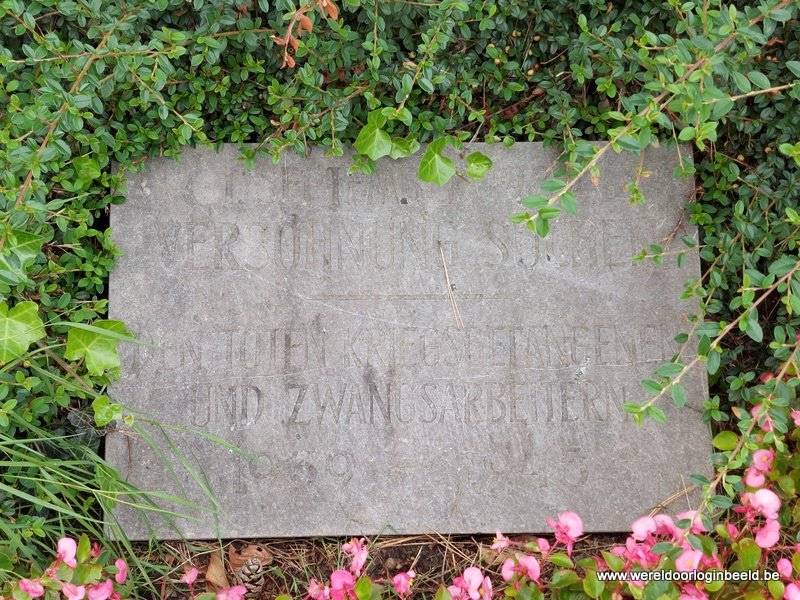 VERSÖHNUNG SUCHEN
DEN TOTEN KRIEGSGEFANGENEN
UND ZWANGSARBEITERN
1939 – 1945
www.wereldoorloginbeeld.be